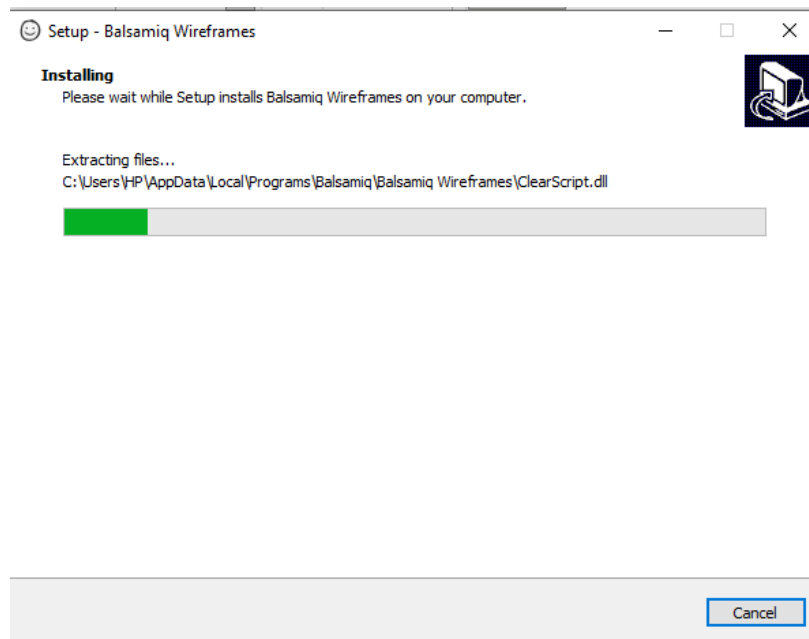 Setup - Balsamiq Wireframes
Installing
Please wait while Setup installs Balsamiq Wireframes on your computer.
Extracting files...
C:\Users\HP\AppData\Local\Programs\Balsamiq\Balsamiq Wireframes\ClearScript.dll
Cancel